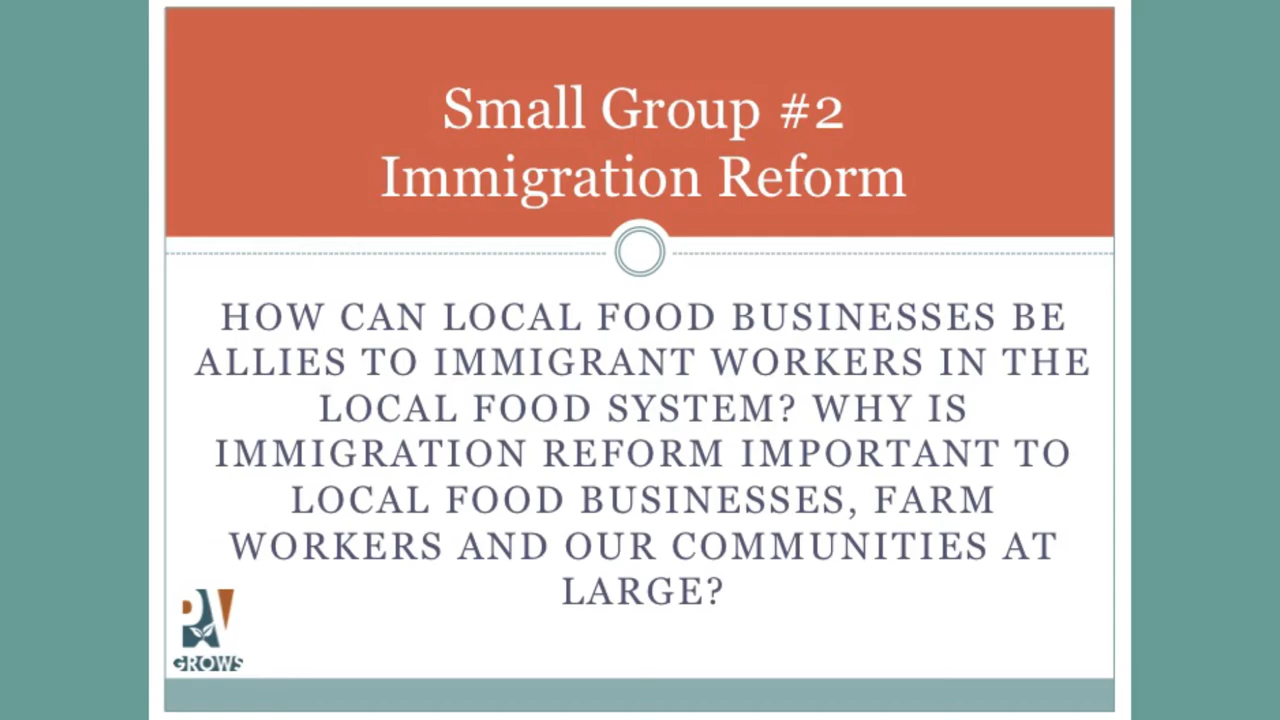 Small Group #2
Immigration Reform
HOW CAN LOCAL FOOD BUSINESSES BE
ALLIES TO IMMIGRANT WORKERS IN THE
LOCAL FOOD SYSTEM? WHY IS
IMMIGRATION REFORM IMPORTANT TO
LOCAL FOOD BUSINESSES, FARM
WORKERS AND OUR COMMUNITIES AT
LARGE?
PV
GROWS